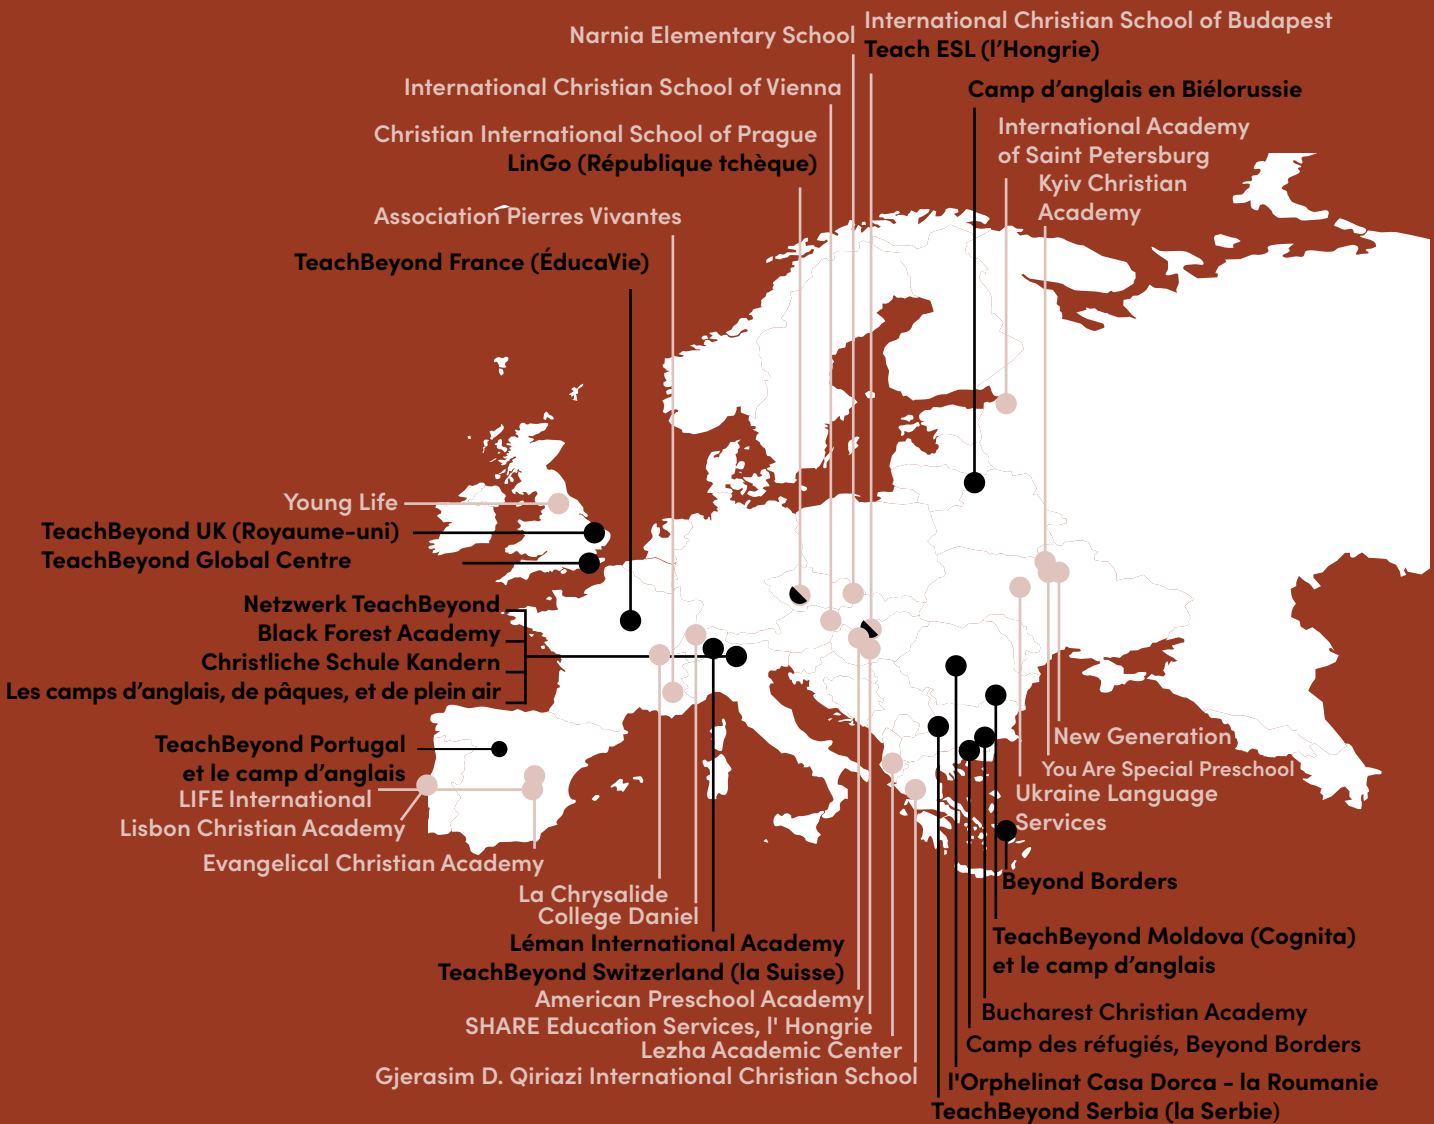 International Christian School of Budapest
Narnia Elementary School
Teach ESL (l’Hongrie)
International Christian School of Vienna
Camp d’anglais en Biélorussie
Christian International School of Prague
LinGo (République tchèque)
International Academy
of Saint Petersburg
Kyiv Christian
Academy
Association Pierres Vivantes
TeachBeyond France (ÉducaVie)
Young Life
TeachBeyond UK (Royaume-uni)
TeachBeyond Global Centre
Netzwerk TeachBeyond
Black Forest Academy
Christliche Schule Kandern
Les camps d’anglais, de pâques, et de plein air
TeachBeyond Portugal
et le camp d’anglais
LIFE International
Lisbon Christian Academy
Evangelical Christian Academy
New Generation
You Are Special Preschool
Ukraine Language
Services
Beyond Borders
La Chrysalide
College Daniel
Léman International Academy
TeachBeyond Switzerland (la Suisse)
American Preschool Academy
SHARE Education Services, l' Hongrie
Lezha Academic Center
Gjerasim D. Qiriazi International Christian School
TeachBeyond Moldova (Cognita)
et le camp d’anglais
Bucharest Christian Academy
Camp des réfugiés, Beyond Borders
l'Orphelinat Casa Dorca - la Roumanie
TeachBeyond Serbia (la Serbie)